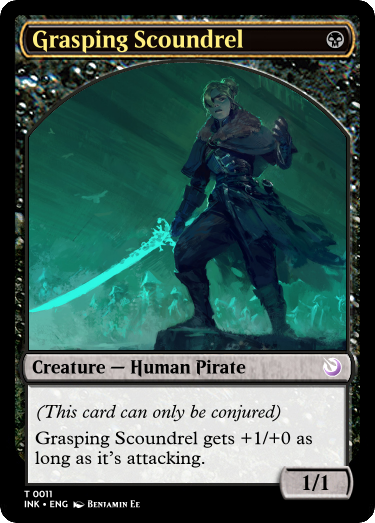 Grasping Scoundrel
Creature — Human Pirate
(This card can only be conjured)
Grasping Scoundrel gets +1/+0 as
long as it's attacking.
1/1
T 0011
INK • ENG Benjamin Ee